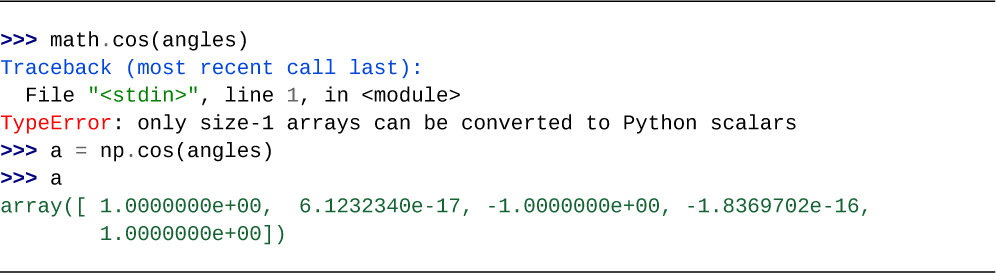 >>> math.cos(angles)
Traceback (most recent call last):
  File "<stdin>", line 1, in <module>
TypeError: only size-1 arrays can be converted to Python scalars
>>> a = np.cos(angles)
>>> a
array([ 1.0000000e+00,  6.1232340e-17, -1.0000000e+00, -1.8369702e-16,
        1.0000000e+00])